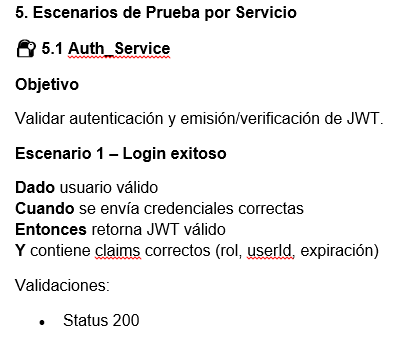 5. Escenarios de Prueba por Servicio
5.1 Auth_Service
Objetivo
Validar autenticación y emisión/verificación de JWT.
Escenario 1 – Login exitoso
Dado usuario válido
Cuando se envía credenciales correctas
Entonces retorna JWT válido
Y contiene claims correctos (rol, userId, expiración)
Validaciones:
• Status 200